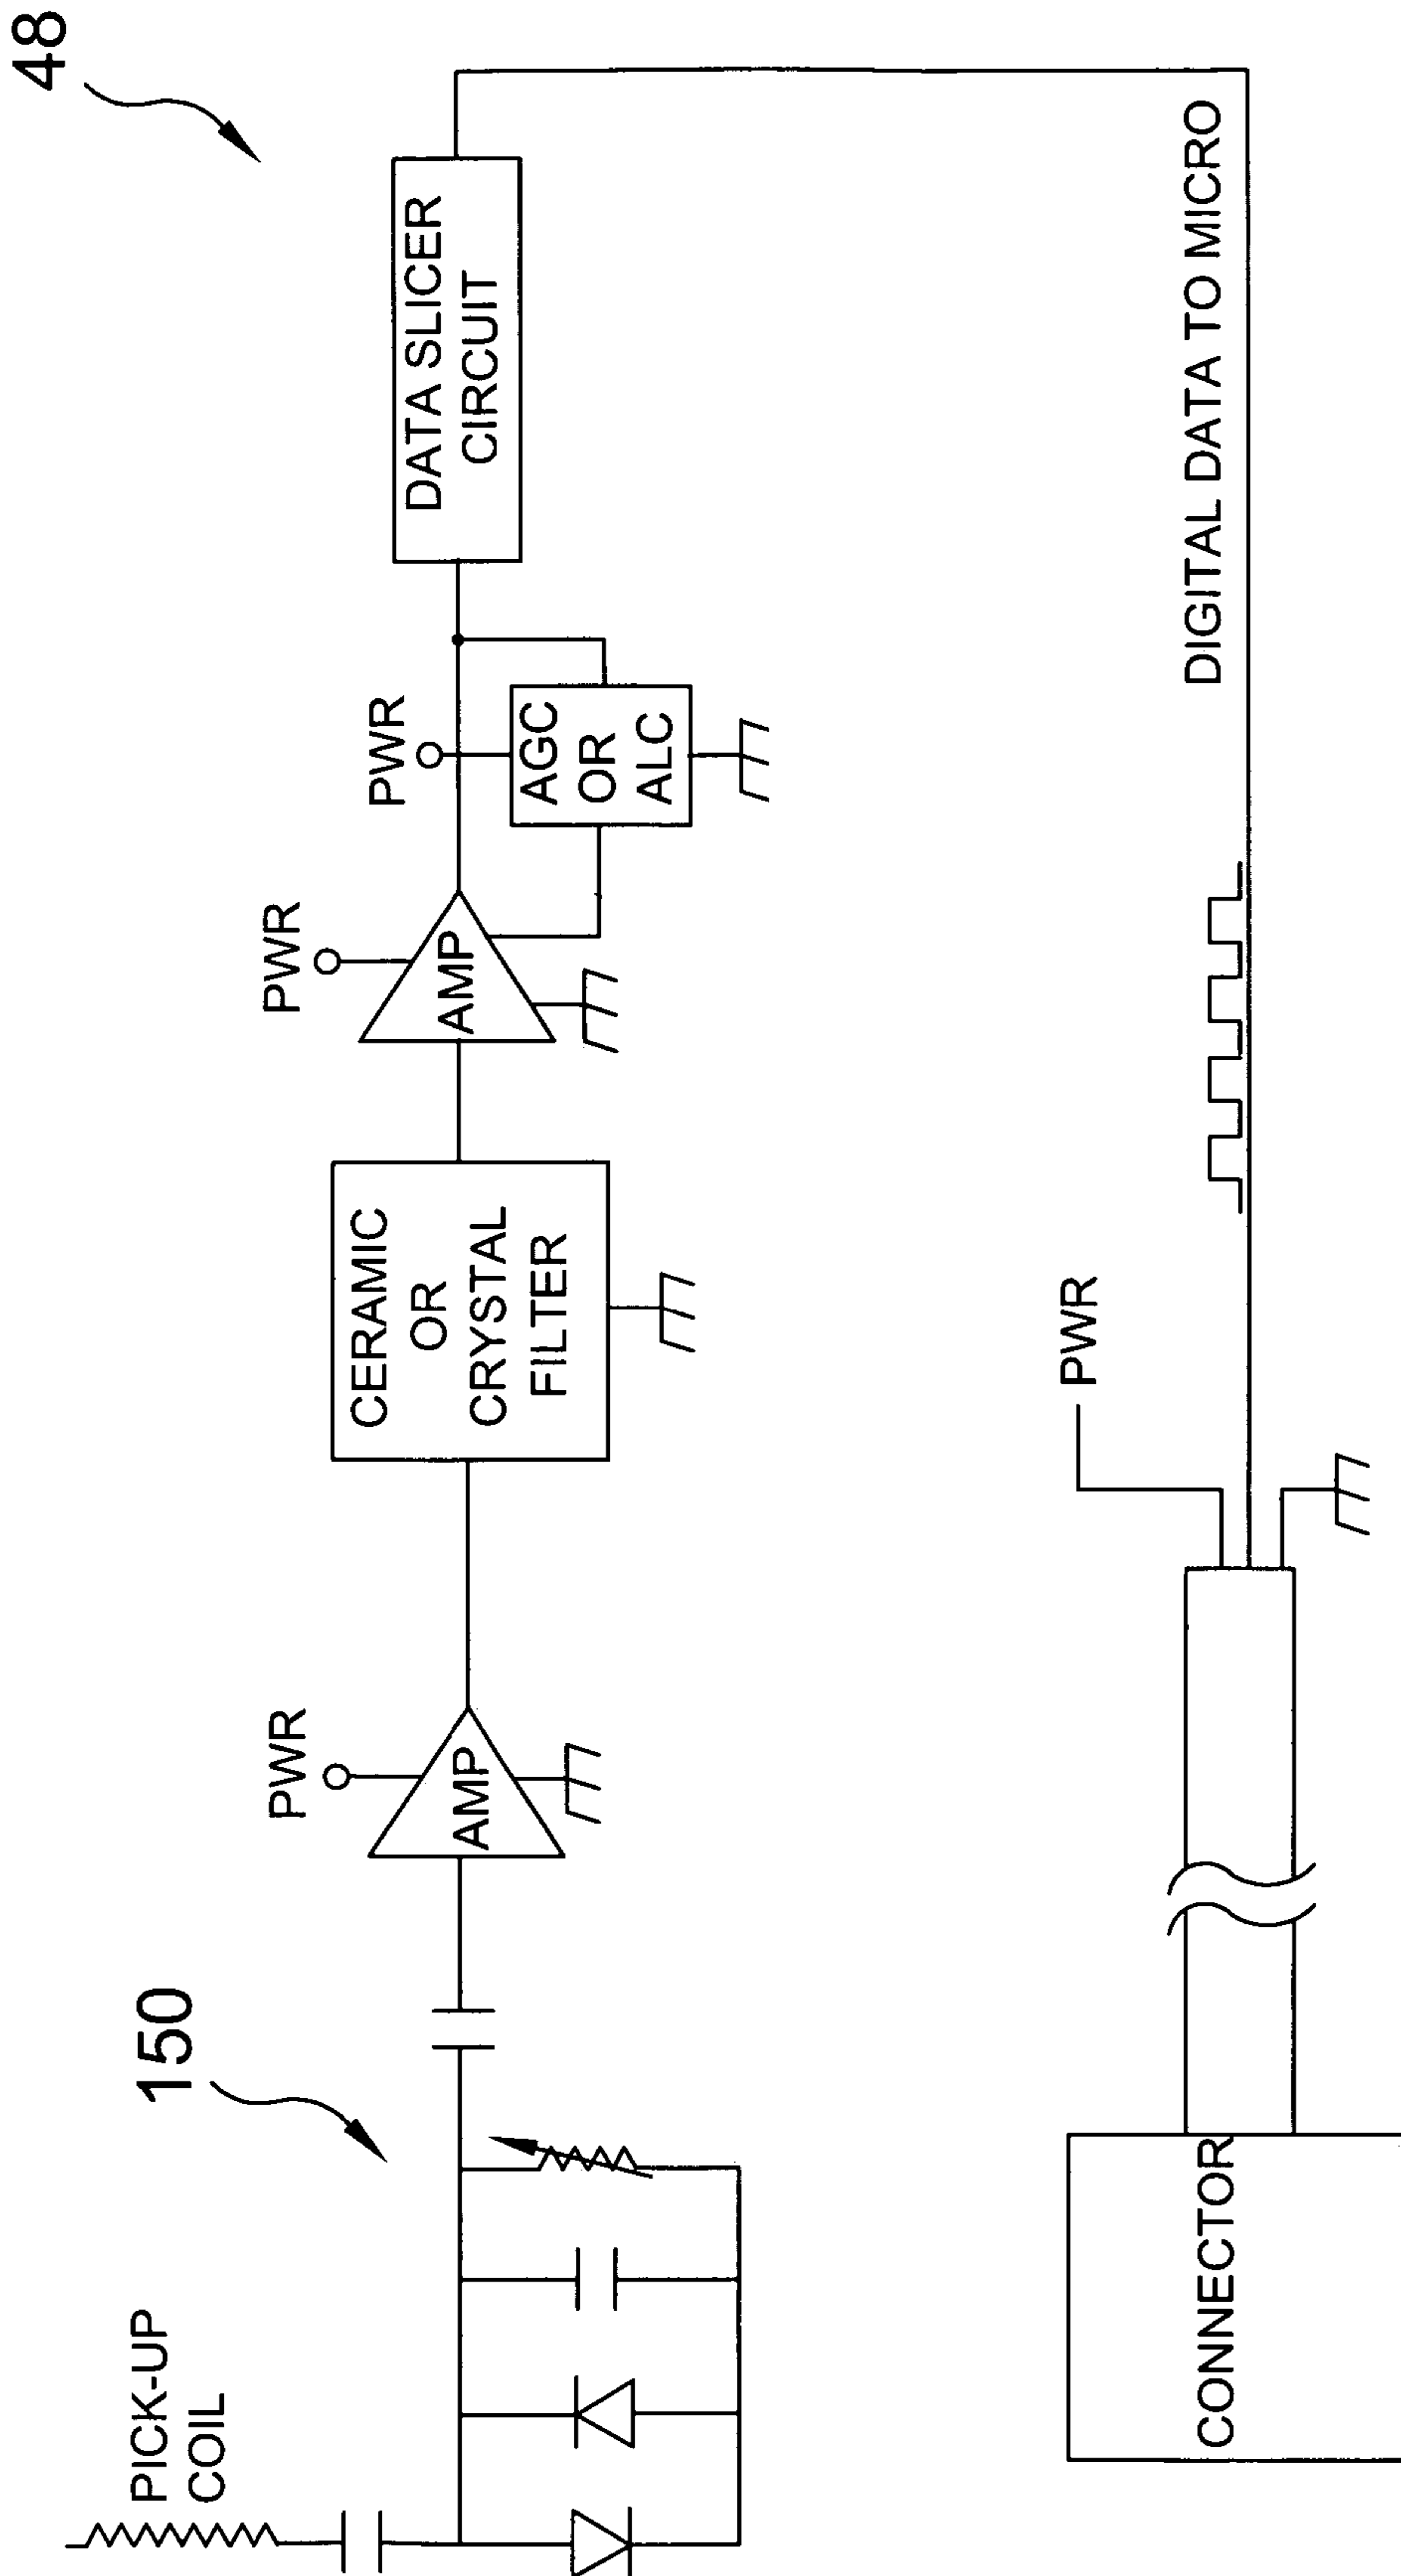 48
150
PICK-UP
COIL
PWR
AMP
CERAMIC
OR
CRYSTAL
FILTER
PWR
AMP
PWR
AGC
OR
ALC
DATA SLICER
CIRCUIT
CONNECTOR
PWR
DIGITAL DATA TO MICRO